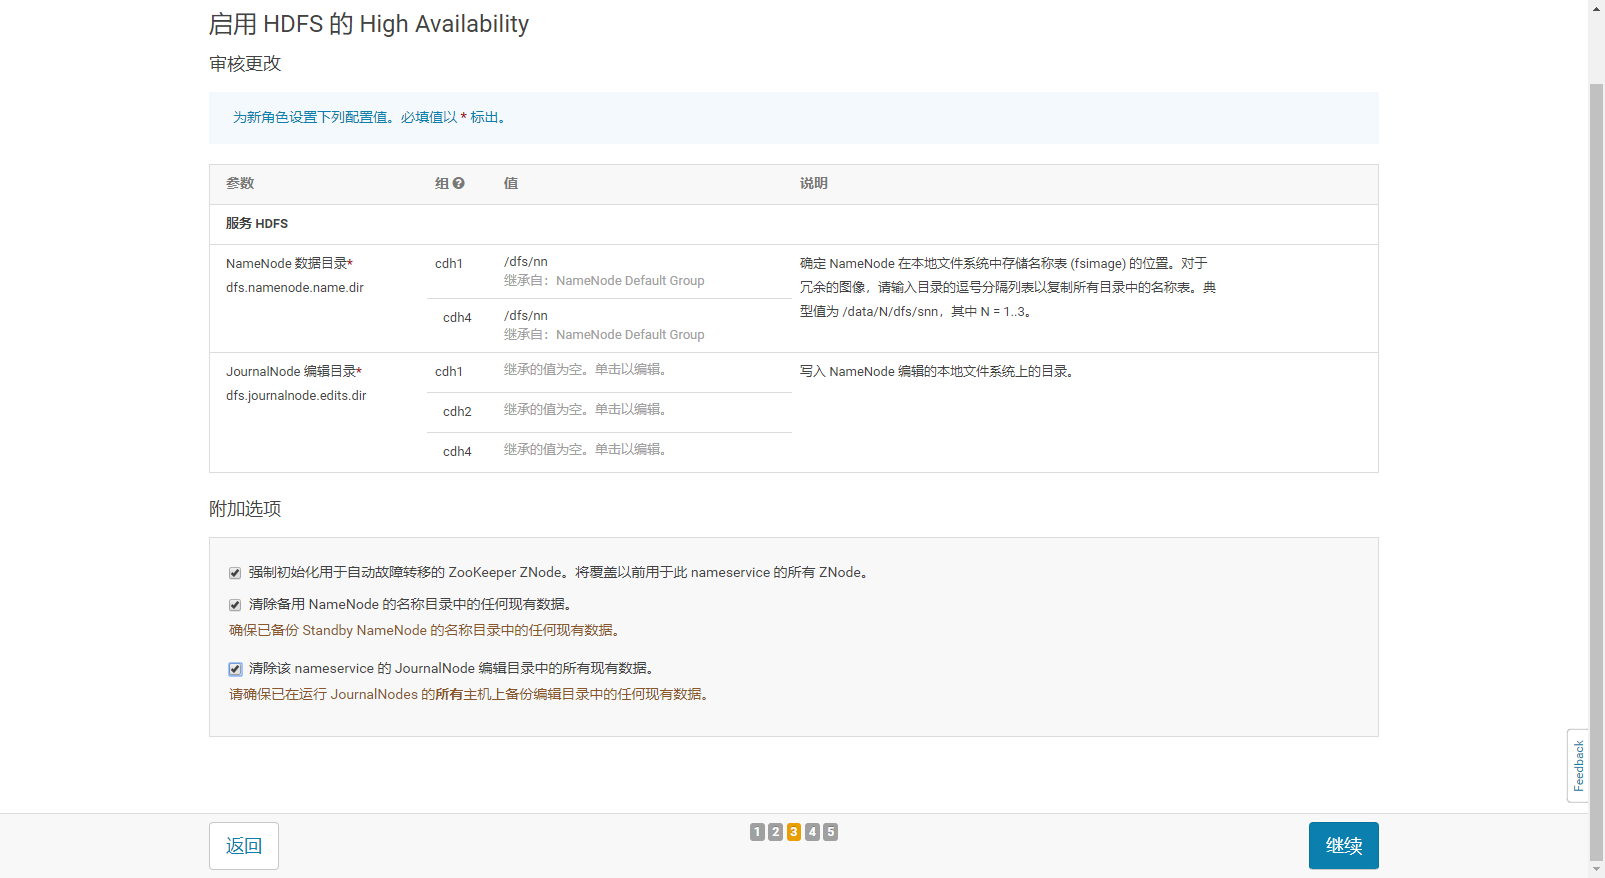 启用 HDFS 的 High Availability
审核更改
为新角色设置下列配置值。必填值以 * 标出。
参数 组 值 说明
服务 HDFS
NameNode 数据目录*
dfs.namenode.name.dir
cdh1
/dfs/nn
继承自：NameNode Default Group
cdh4
/dfs/nn
继承自：NameNode Default Group
确定 NameNode 在本地文件系统中存储名称表 (fsimage) 的位置。对于
冗余的图像，请输入目录的逗号分隔列表以复制所有目录中的名称表。典
型值为 /data/N/dfs/snn，其中 N = 1..3。
JournalNode 编辑目录*
dfs.journalnode.edits.dir
cdh1 继承的值为空。单击以编辑。
cdh2 继承的值为空。单击以编辑。
cdh4 继承的值为空。单击以编辑。
写入 NameNode 编辑的本地文件系统上的目录。
附加选项
强制初始化用于自动故障转移的 ZooKeeper ZNode。将覆盖以前用于此 nameservice 的所有 ZNode。
清除备用 NameNode 的名称目录中的任何现有数据。
确保已备份 Standby NameNode 的名称目录中的任何现有数据。
清除该 nameservice 的 JournalNode 编辑目录中的所有现有数据。
请确保已在运行 JournalNodes 的所有主机上备份编辑目录中的任何现有数据。
Feedback
返回
1 2 3 4 5
继续